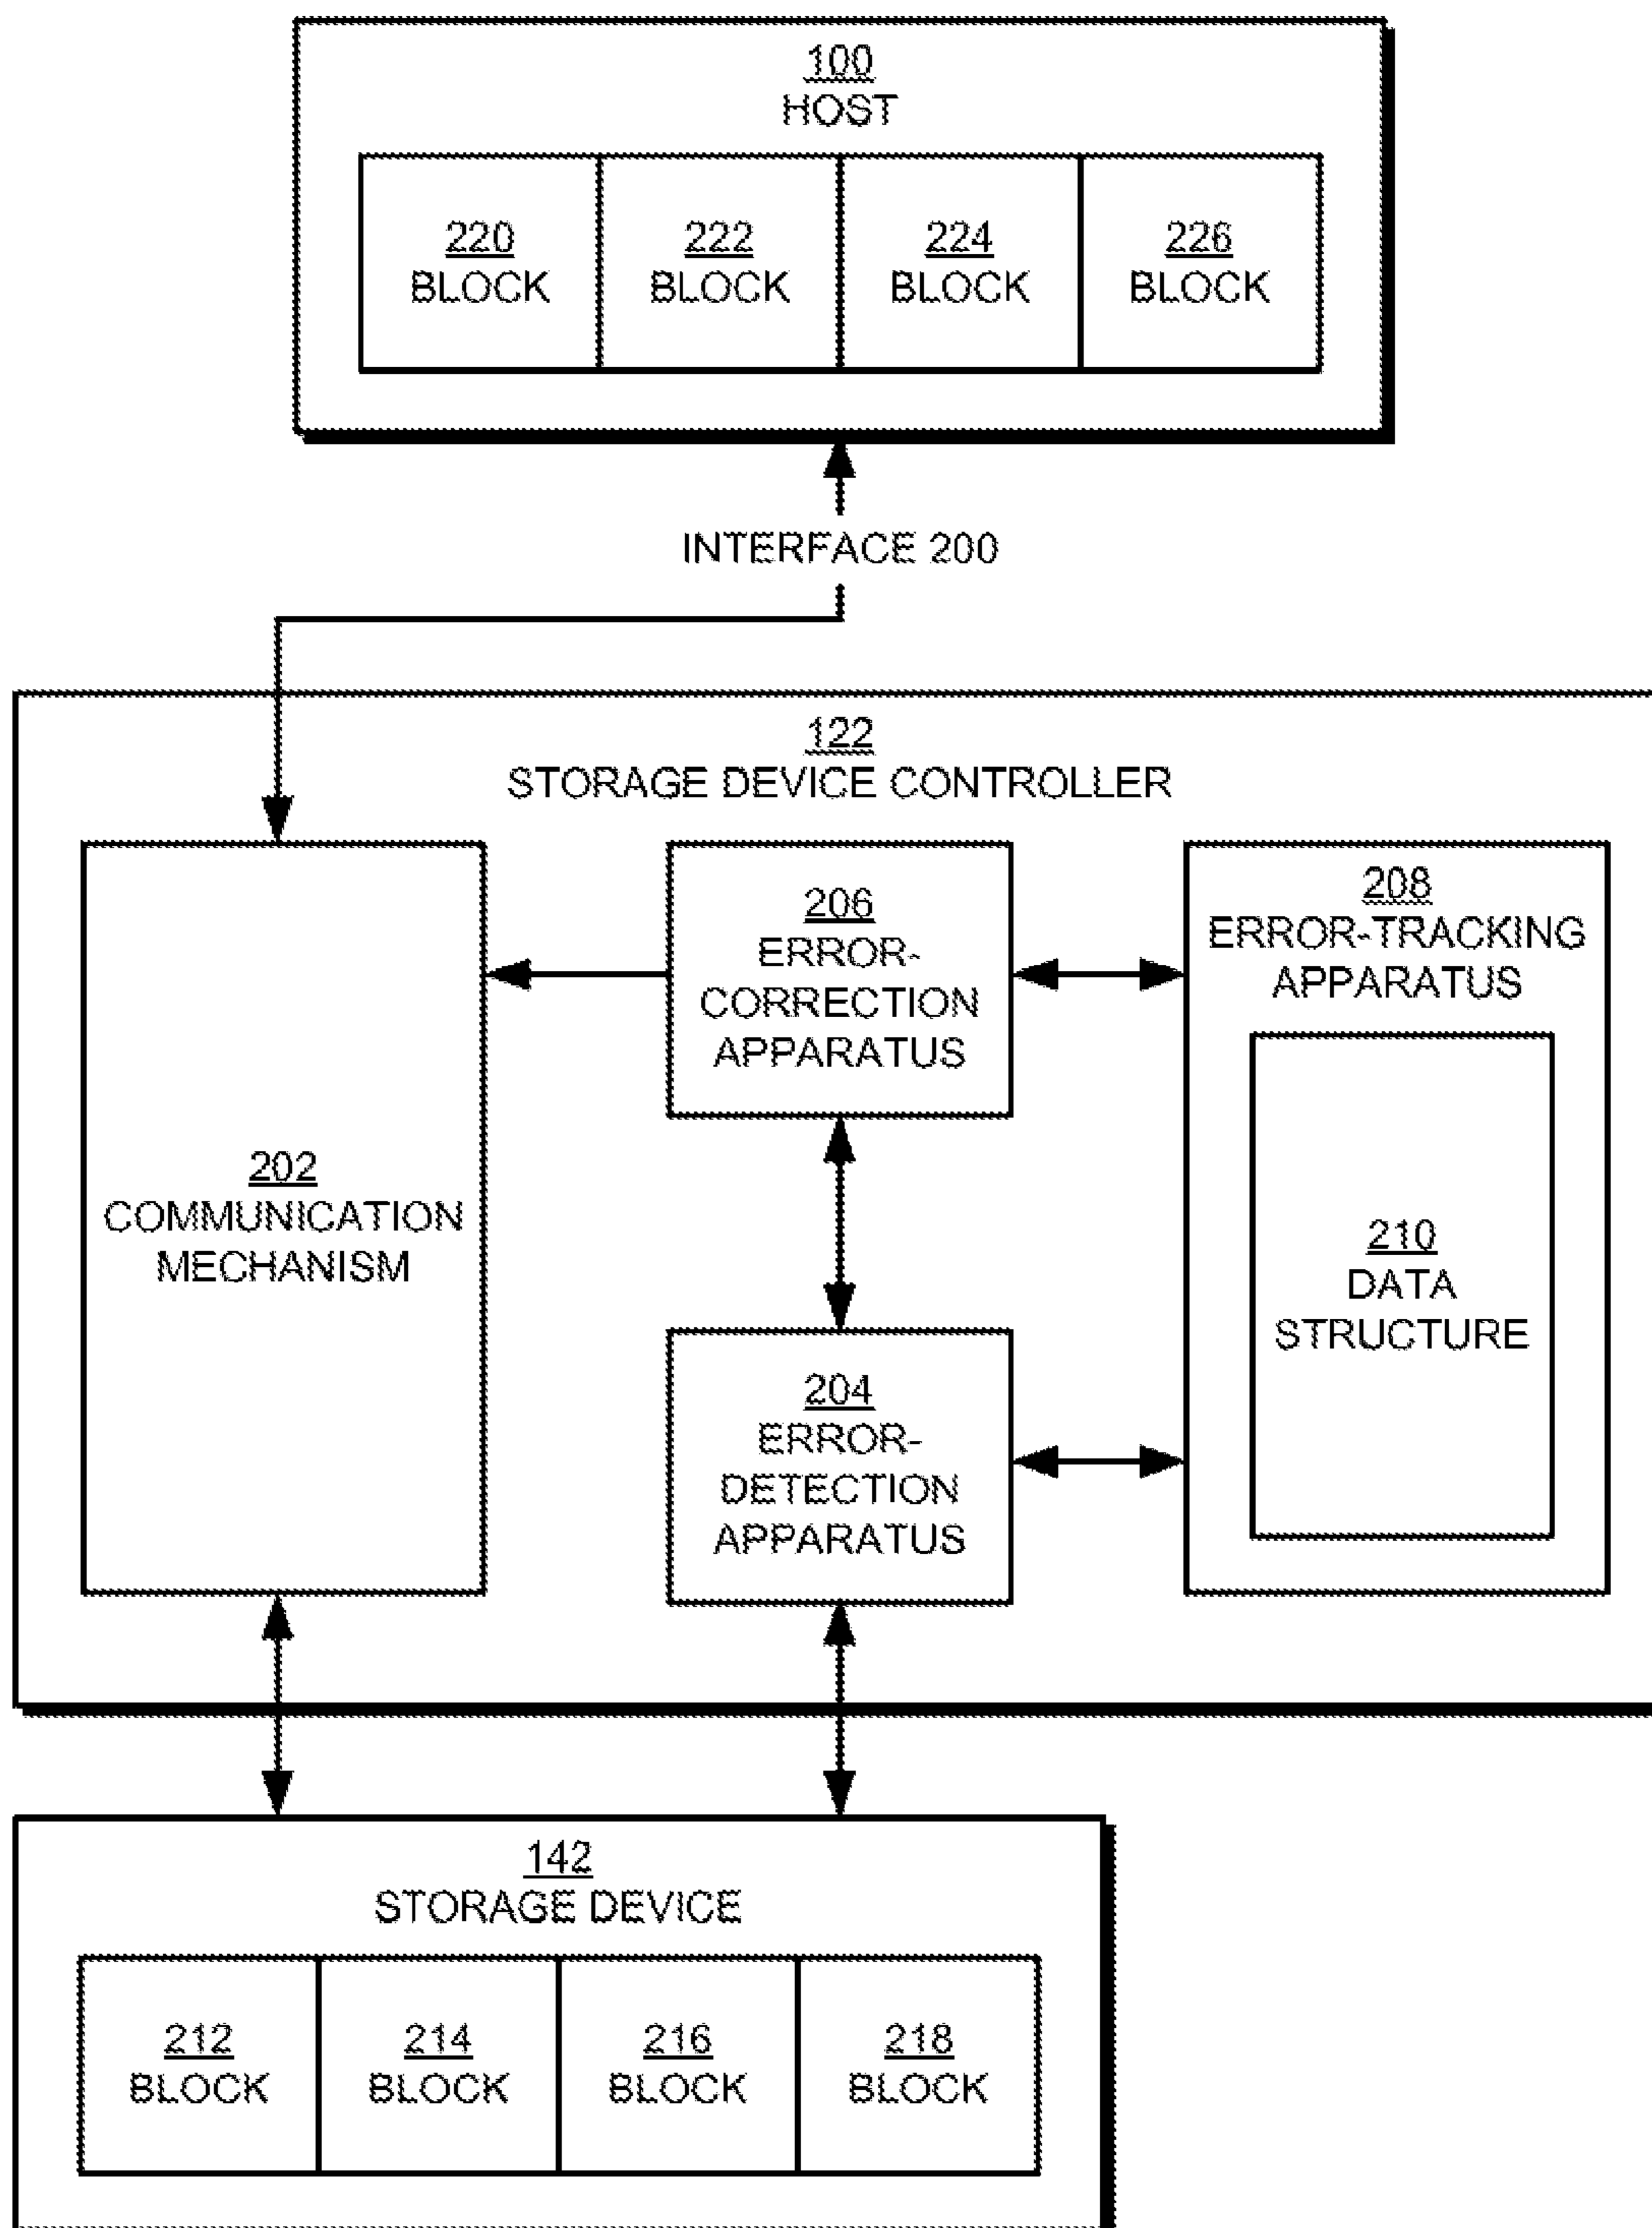 100
HOST
220
BLOCK
222
BLOCK
224
BLOCK
226
BLOCK
INTERFACE 200
122
STORAGE DEVICE CONTROLLER
202
COMMUNICATION
MECHANISM
206
ERROR-
CORRECTION
APPARATUS
204
ERROR-
DETECTION
APPARATUS
208
ERROR-TRACKING
APPARATUS
210
DATA
STRUCTURE
142
STORAGE DEVICE
212
BLOCK
214
BLOCK
216
BLOCK
218
BLOCK